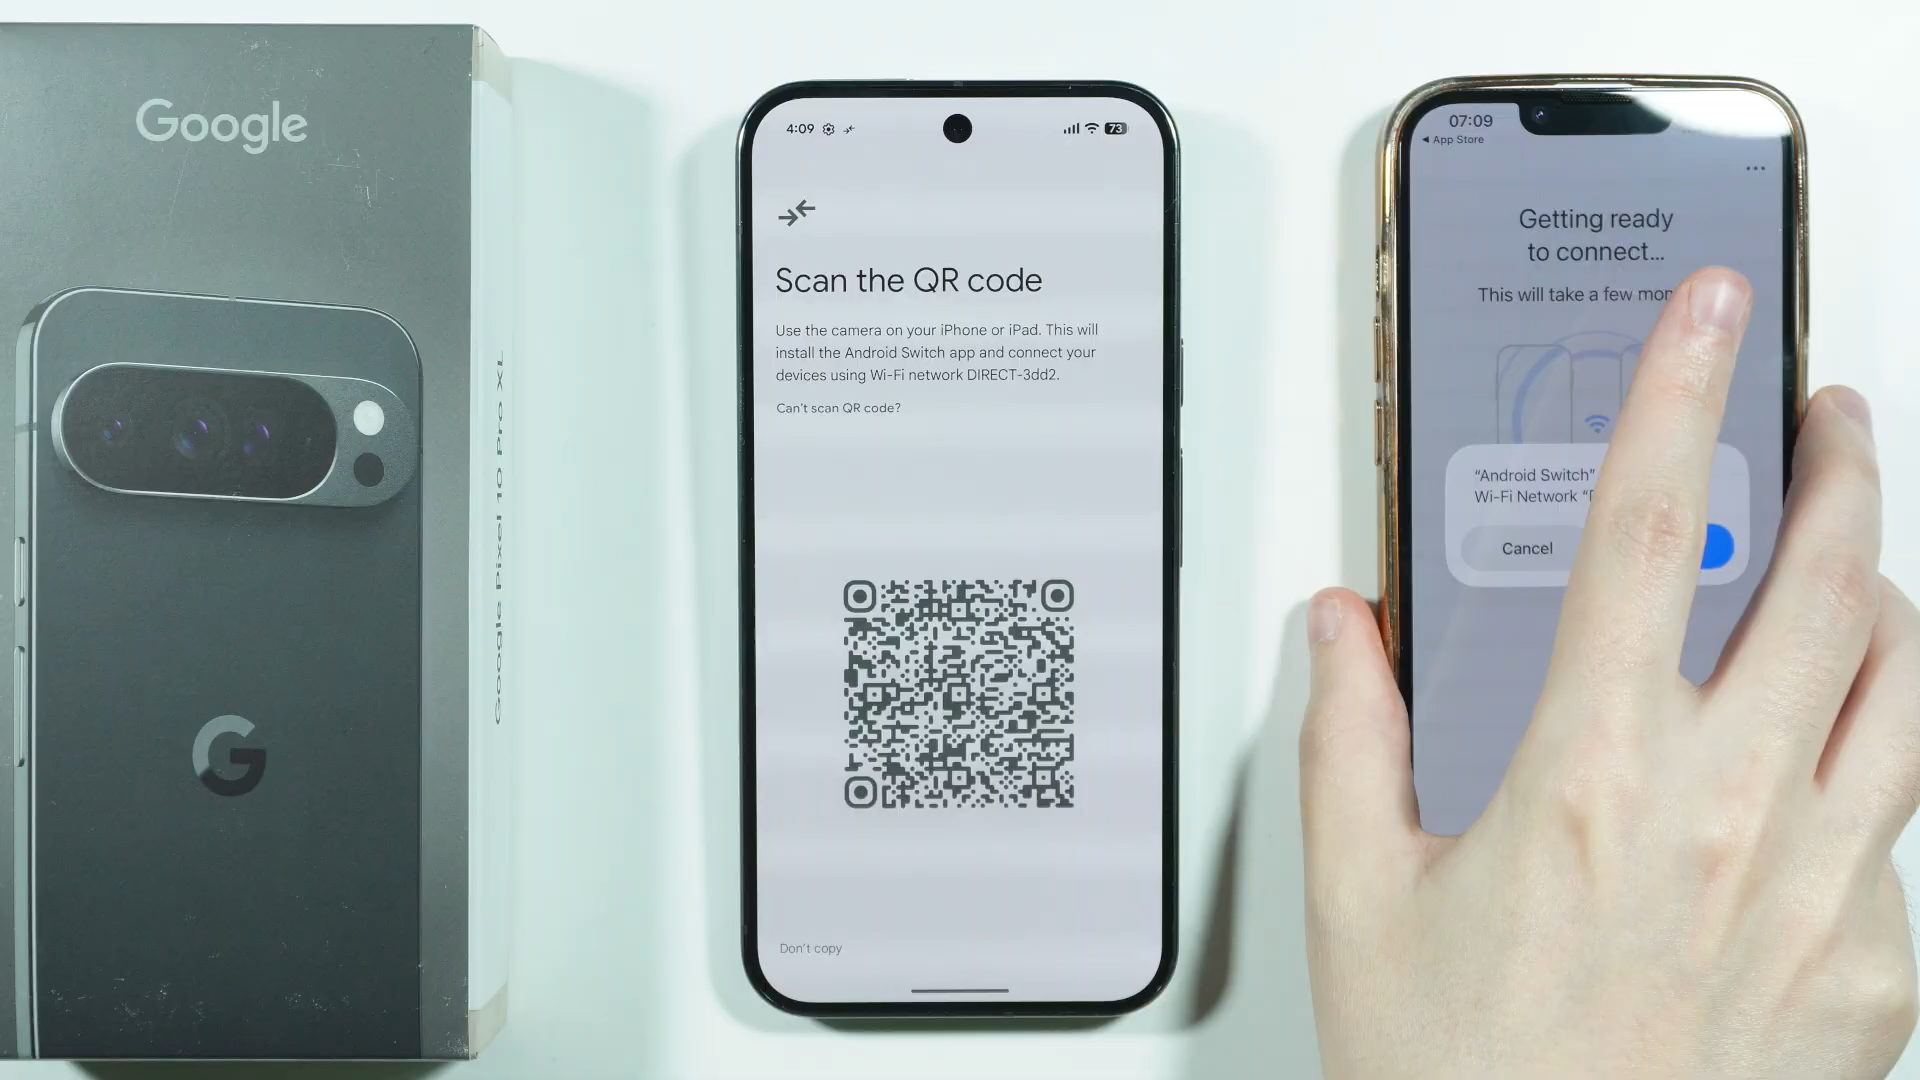 Google
Google Pixel 10 Pro XL
4:09
73
Scan the QR code
Use the camera on your iPhone or iPad. This will
install the Android Switch app and connect your
devices using Wi-Fi network DIRECT-3dd2.
Can't scan QR code?
Don't copy
07:09
App Store
Getting ready
to connect...
This will take a few
“Android Switch”
Wi-Fi Network
Cancel